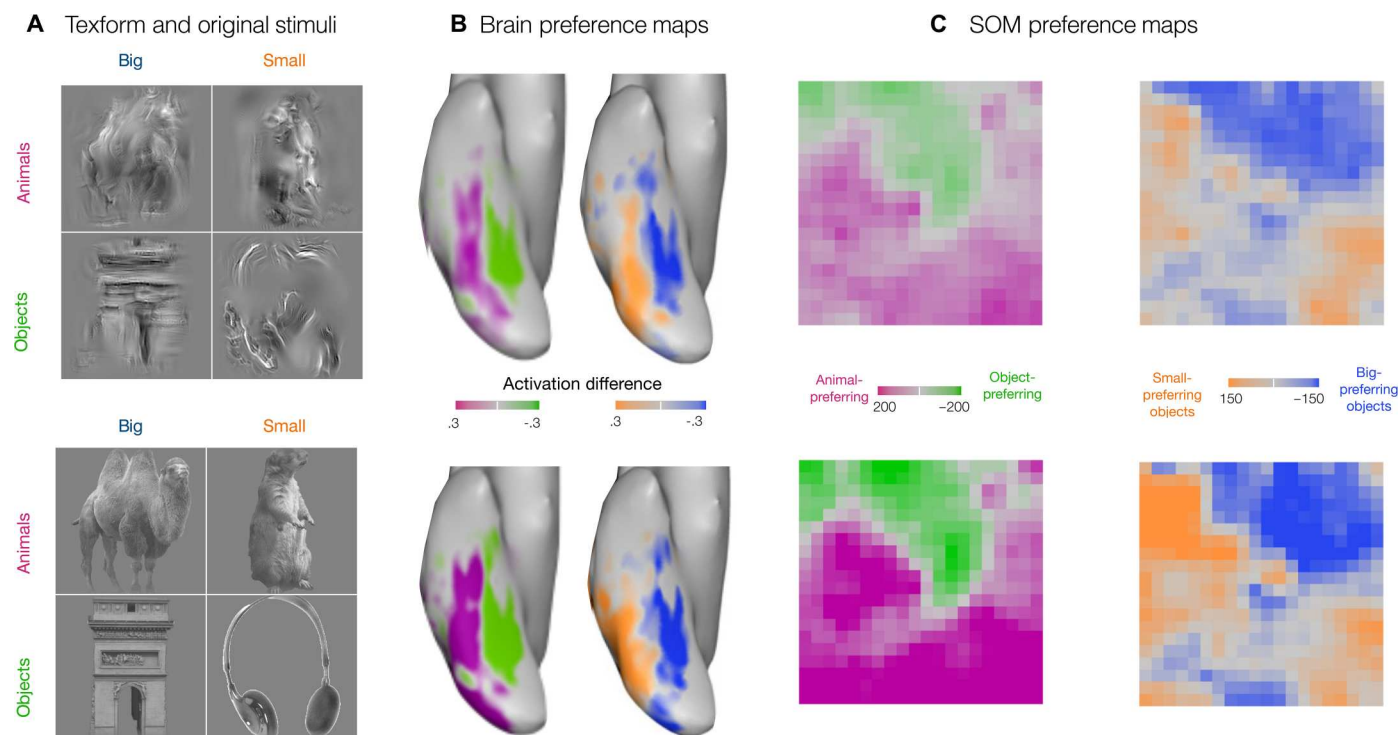 A Texform and original stimuli
B Brain preference maps
C SOM preference maps
Big Small
Animals
Objects
Activation difference
.3 -.3
.3 -.3
Animal-
preferring
200 -200
Object-
preferring
Small-
preferring
objects
150 -150
Big-
preferring
objects
Big Small
Animals
Objects